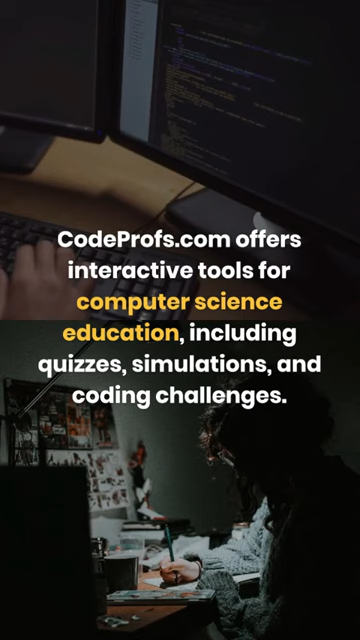 CodeProfs.com offers
interactive tools for
computer science
education, including
quizzes, simulations, and
coding challenges.